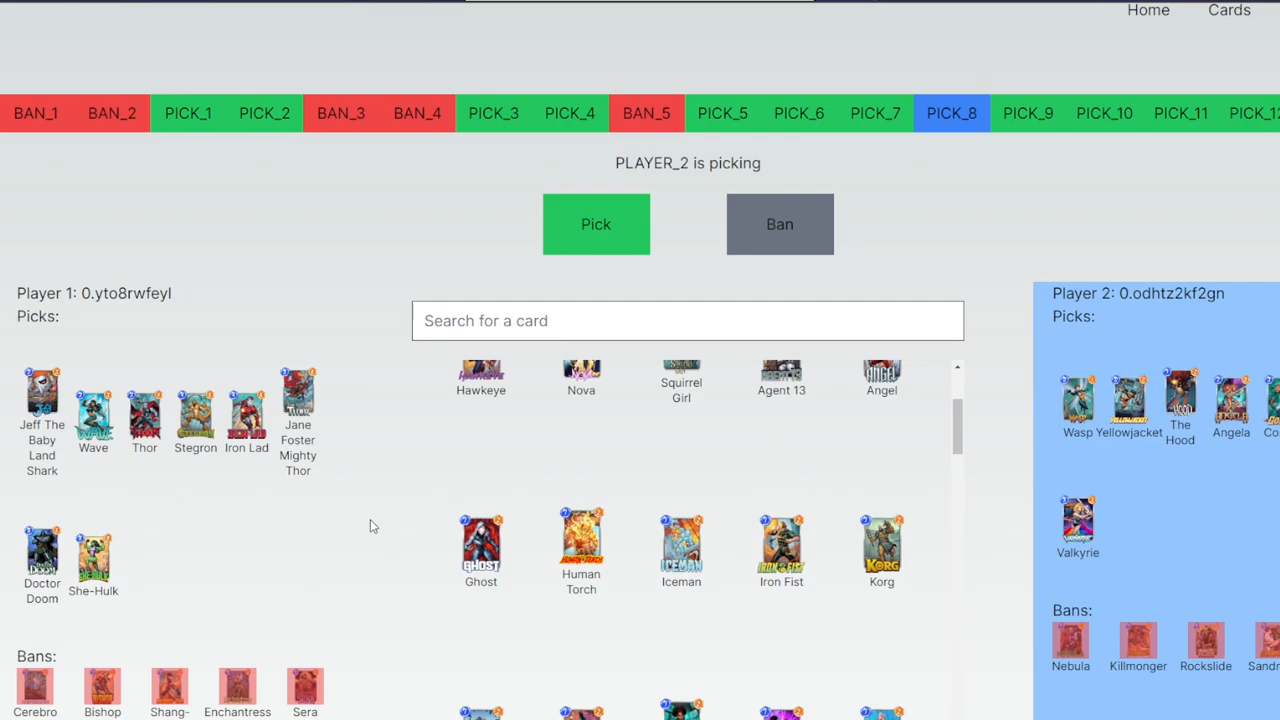 Home Cards
BAN_1 BAN_2 PICK_1 PICK_2 BAN_3 BAN_4 PICK_3 PICK_4 BAN_5 PICK_5 PICK_6 PICK_7 PICK_8 PICK_9 PICK_10 PICK_11 PICK_12
PLAYER_2 is picking
Pick Ban
Player 1: 0.yto8rwfeyl
Picks:
Jeff The
Baby
Land
Shark
Wave
Thor
Stegron
Iron Lad
Jane
Foster
Mighty
Thor
Doctor
Doom
She-Hulk
Bans:
Cerebro Bishop Shang- Enchantress Sera
Search for a card
Hawkeye
Nova
Squirrel
Girl
Agent 13
Angel
Ghost
Human
Torch
Iceman
Iron Fist
Korg
Player 2: 0.odhtz2kf2gn
Picks:
Wasp
Yellowjacket
The
Hood
Angela
Co
Valkyrie
Bans:
Nebula Killmonger Rockslide Sandr